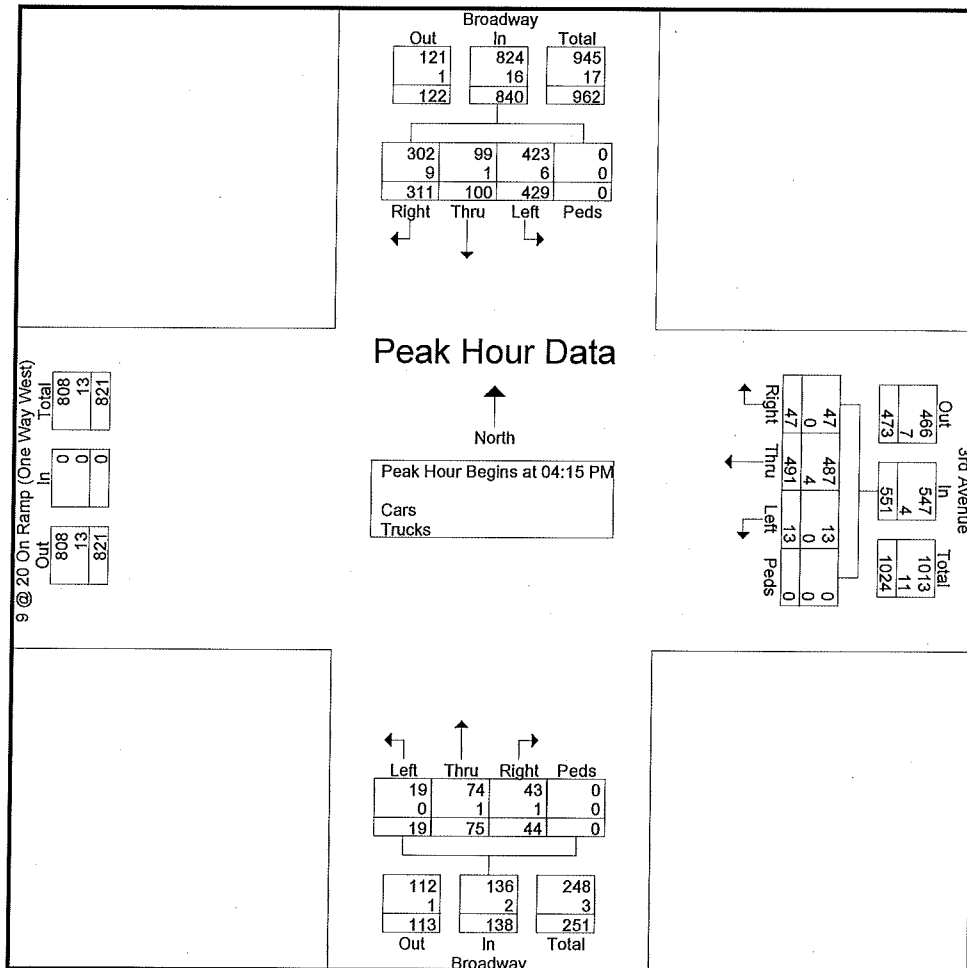 Broadway
Out In Total
121 824 945
1 16 17
122 840 962
302 99 423 0
9 1 6 0
311 100 429 0
Right Thru Left Peds
Peak Hour Data
North
Peak Hour Begins at 04:15 PM
Cars
Trucks
9 @ 20 On Ramp (One Way West)
Out In Total
808 0 808
13 0 13
821 0 821
3rd Avenue
Out In Total
466 547 1013
7 4 11
473 551 1024
47 487 13 0
0 4 0 0
47 491 13 0
Right Thru Left Peds
Left Thru Right Peds
19 74 43 0
0 1 1 0
19 75 44 0
112 136 248
1 2 3
113 138 251
Out In Total
Broadway